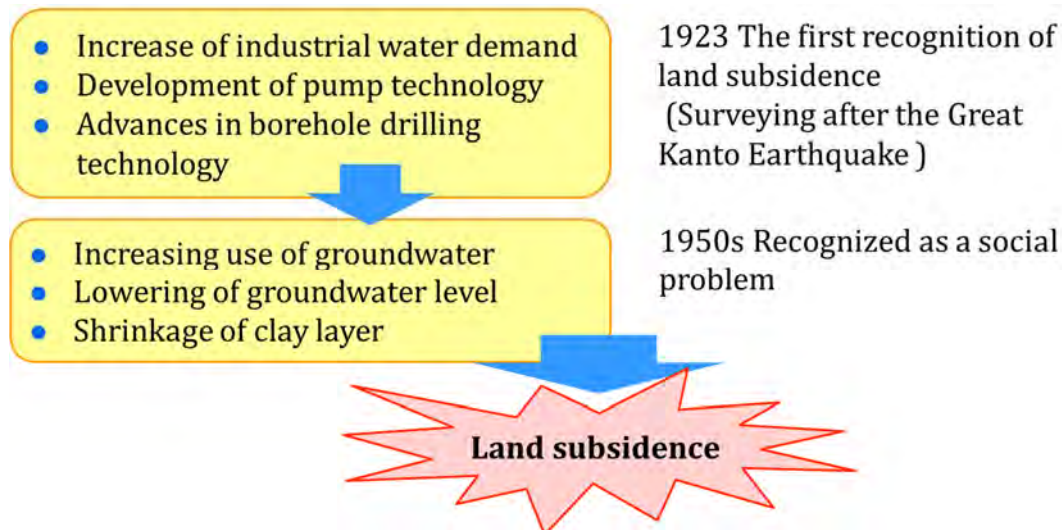 Increase of industrial water demand
Development of pump technology
Advances in borehole drilling
technology
1923 The first recognition of
land subsidence
(Surveying after the Great
Kanto Earthquake )
Increasing use of groundwater
Lowering of groundwater level
Shrinkage of clay layer
1950s Recognized as a social
problem
Land subsidence